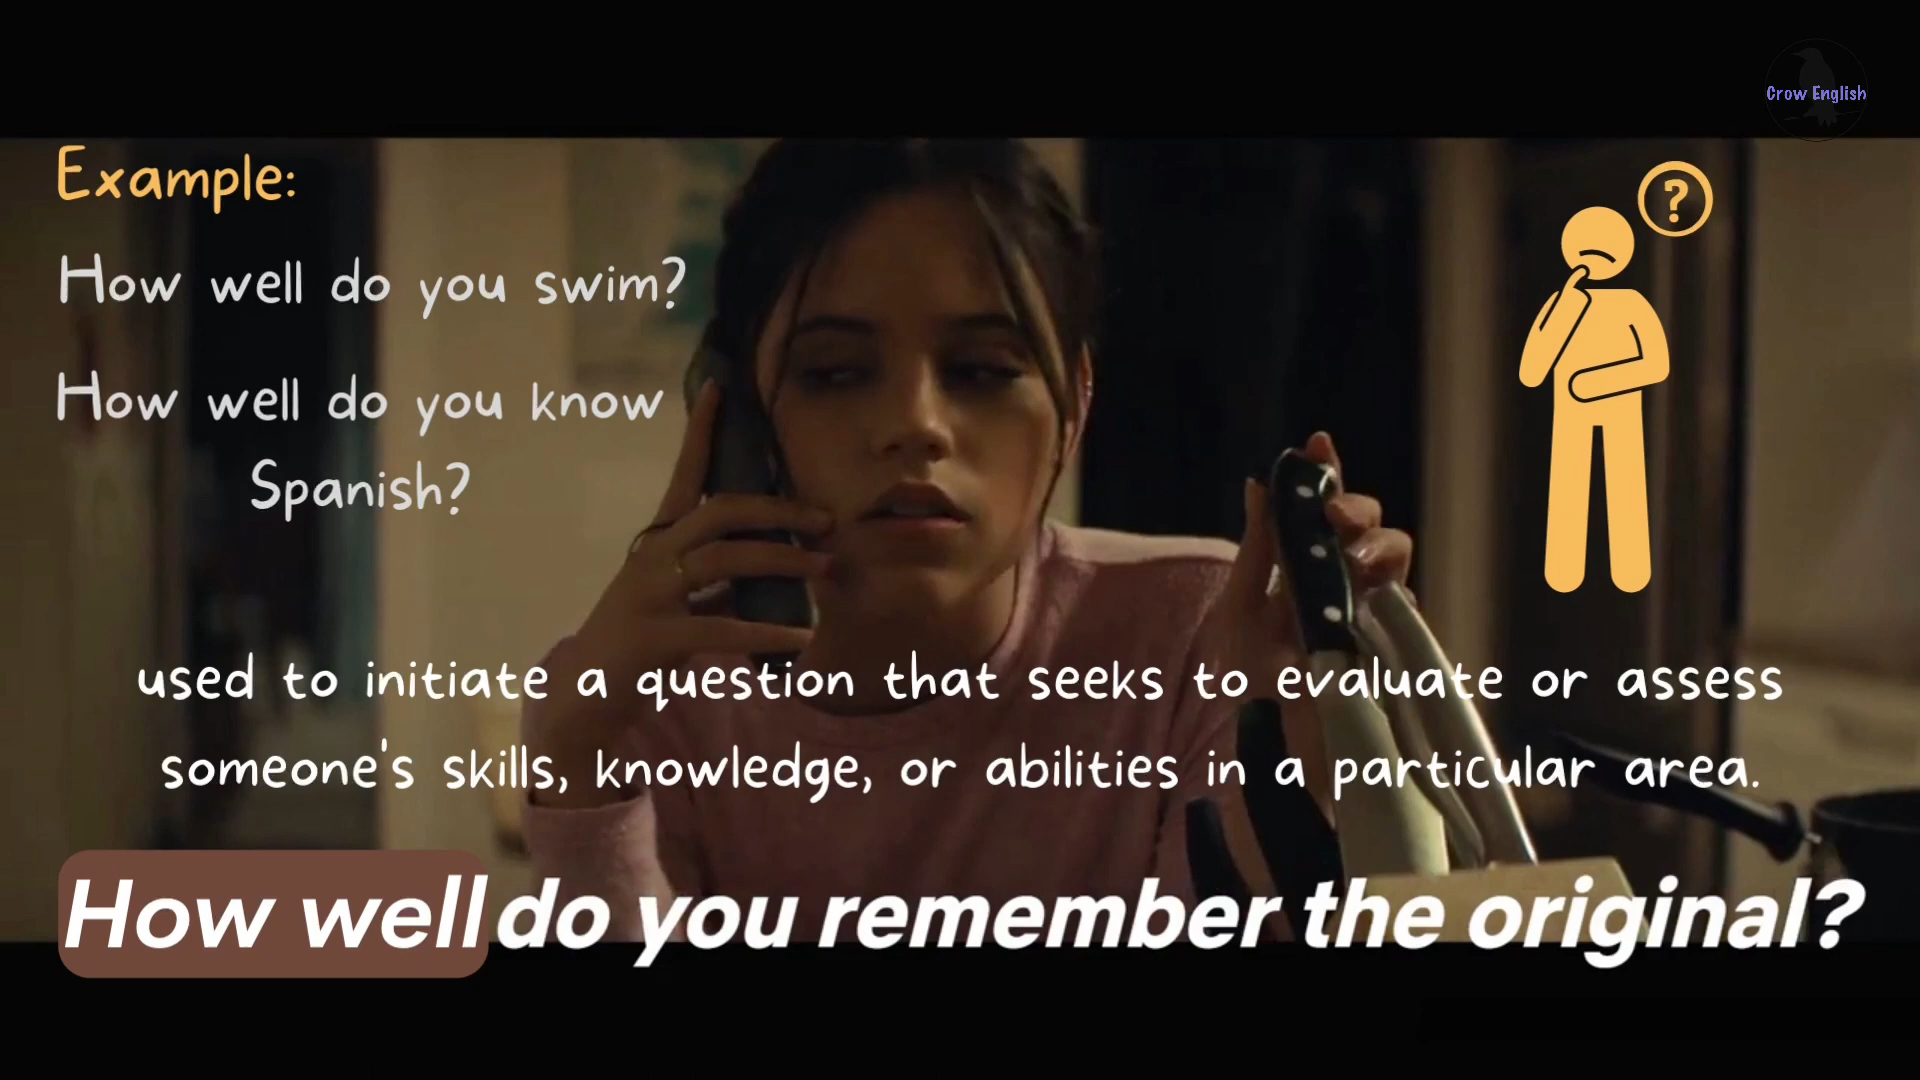 Crow English
Example:
How well do you swim?
How well do you know
Spanish?
?
used to initiate a question that seeks to evaluate or assess
someone's skills, knowledge, or abilities in a particular area.
How well do you remember the original?